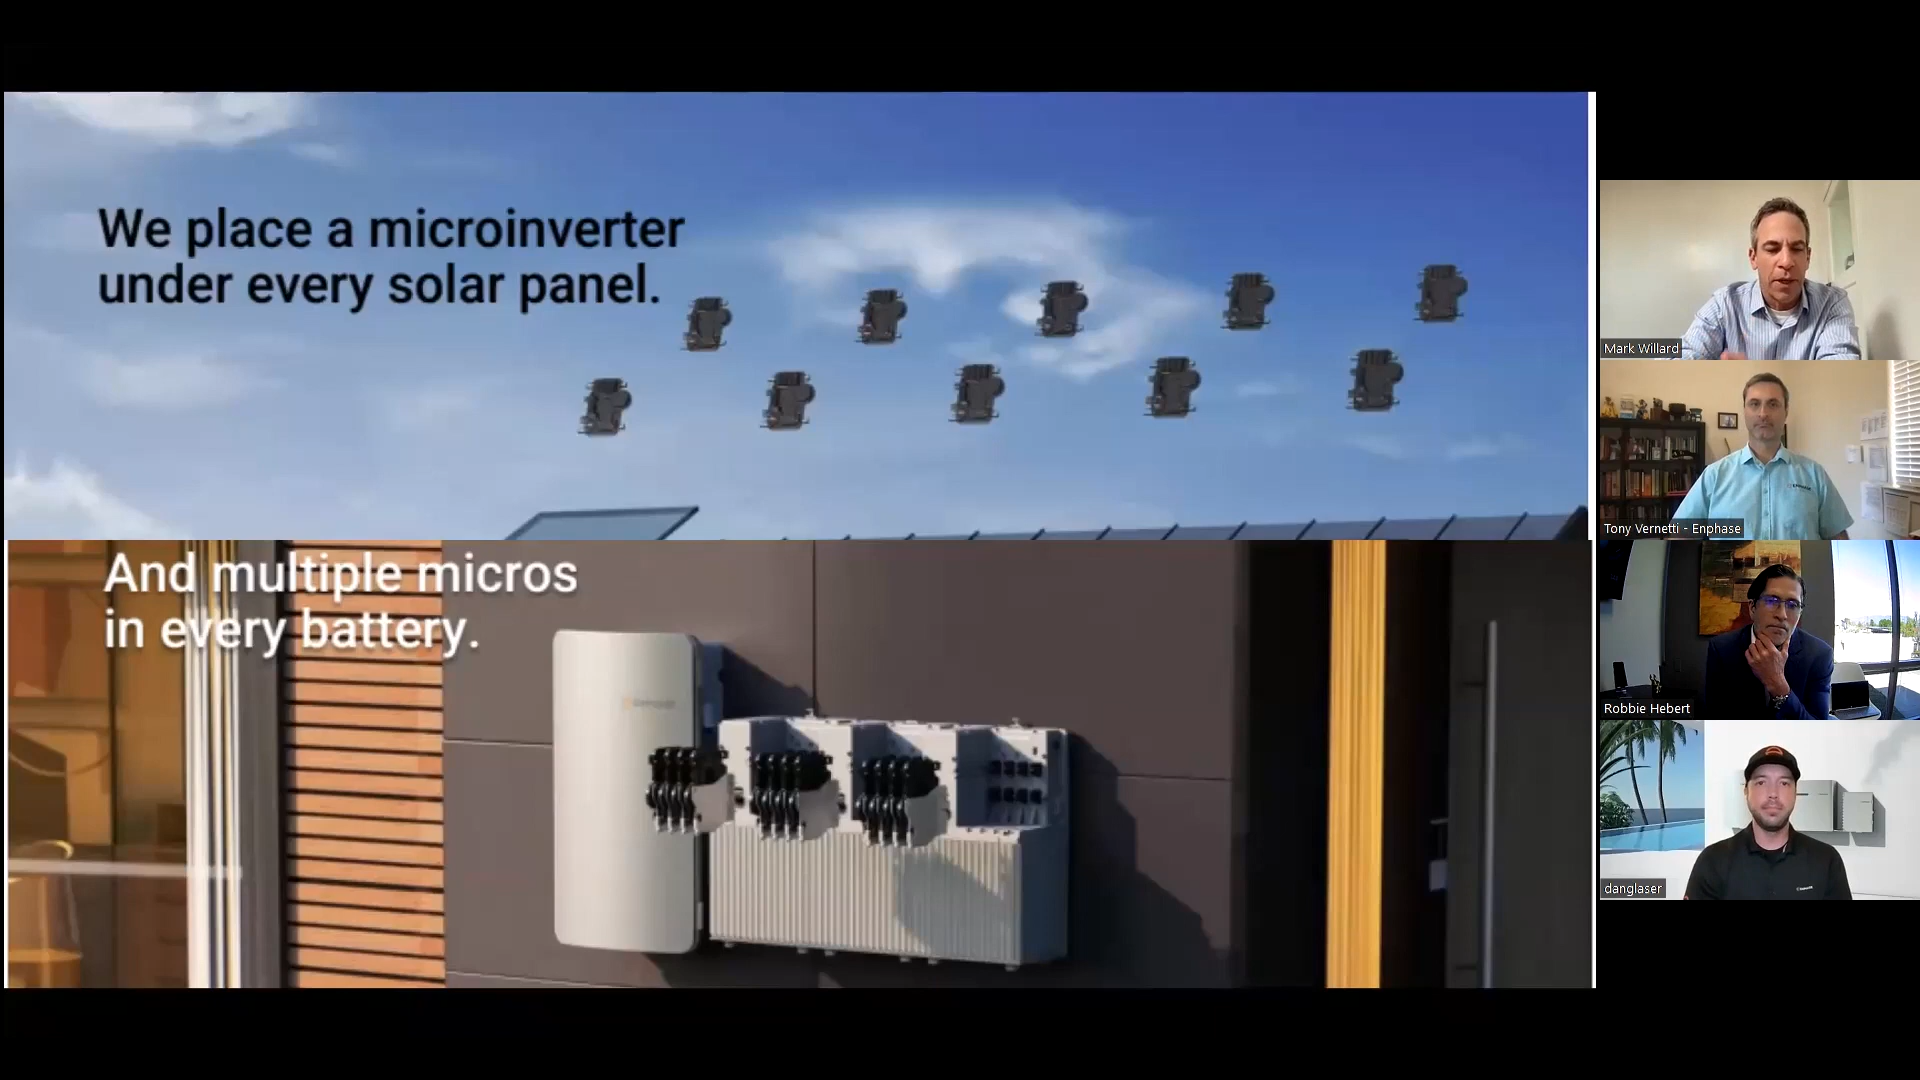 We place a microinverter
under every solar panel.
And multiple micros
in every battery.
Mark Willard
Tony Vernetti - Enphase
Robbie Hebert
danglaser